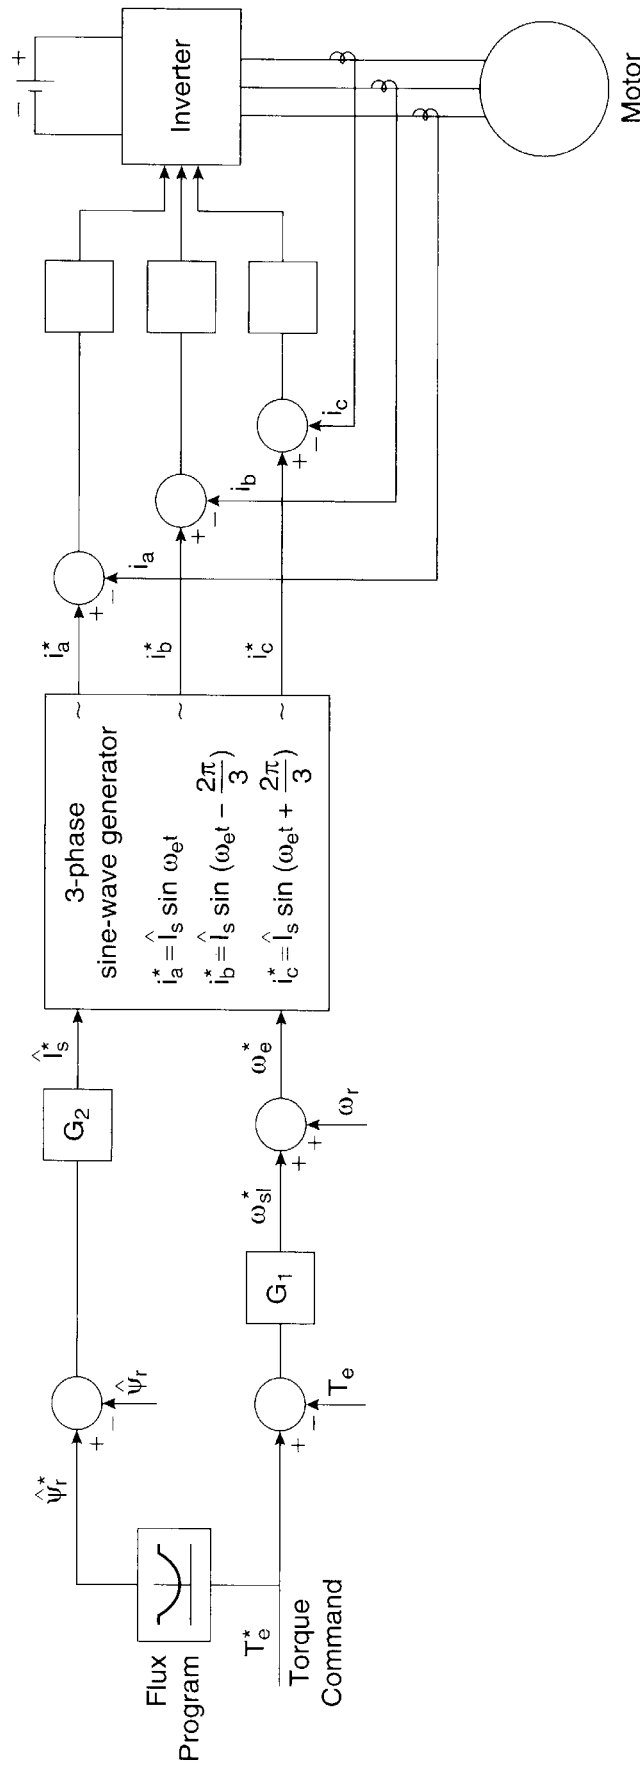 Flux
Program
T*e
Torque
Command
ψ̂*r
+
−
ψ̂r
+
−
Te
G1
ω*sl
+
+
ωr
ω*e
G2
Î*s
3-phase
sine-wave generator
i*a = Îs sin ωet
i*b = Îs sin (ωet − 2π/3)
i*c = Îs sin (ωet + 2π/3)
~
~
~
i*a
i*b
i*c
+
−
ia
+
−
ib
+
−
ic
Inverter
−
+
Motor